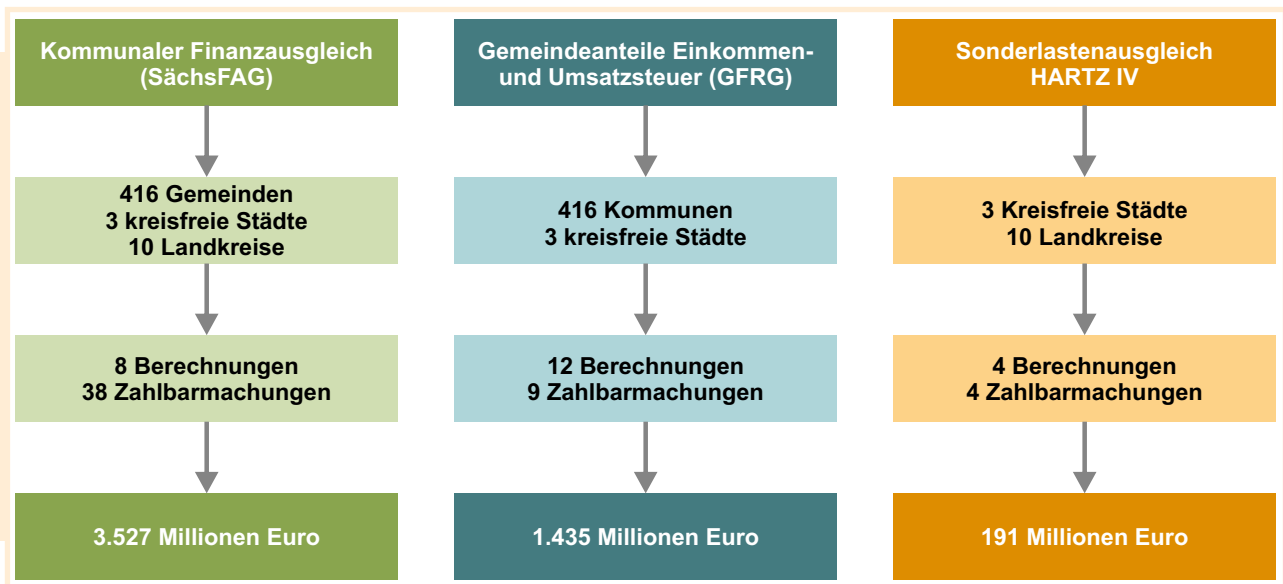 Kommunaler Finanzausgleich
(SächsFAG)
416 Gemeinden
3 kreisfreie Städte
10 Landkreise
8 Berechnungen
38 Zahlbarmachungen
3.527 Millionen Euro
Gemeindeanteile Einkommen-
und Umsatzsteuer (GFRG)
416 Kommunen
3 kreisfreie Städte
12 Berechnungen
9 Zahlbarmachungen
1.435 Millionen Euro
Sonderlastenausgleich
HARTZ IV
3 Kreisfreie Städte
10 Landkreise
4 Berechnungen
4 Zahlbarmachungen
191 Millionen Euro